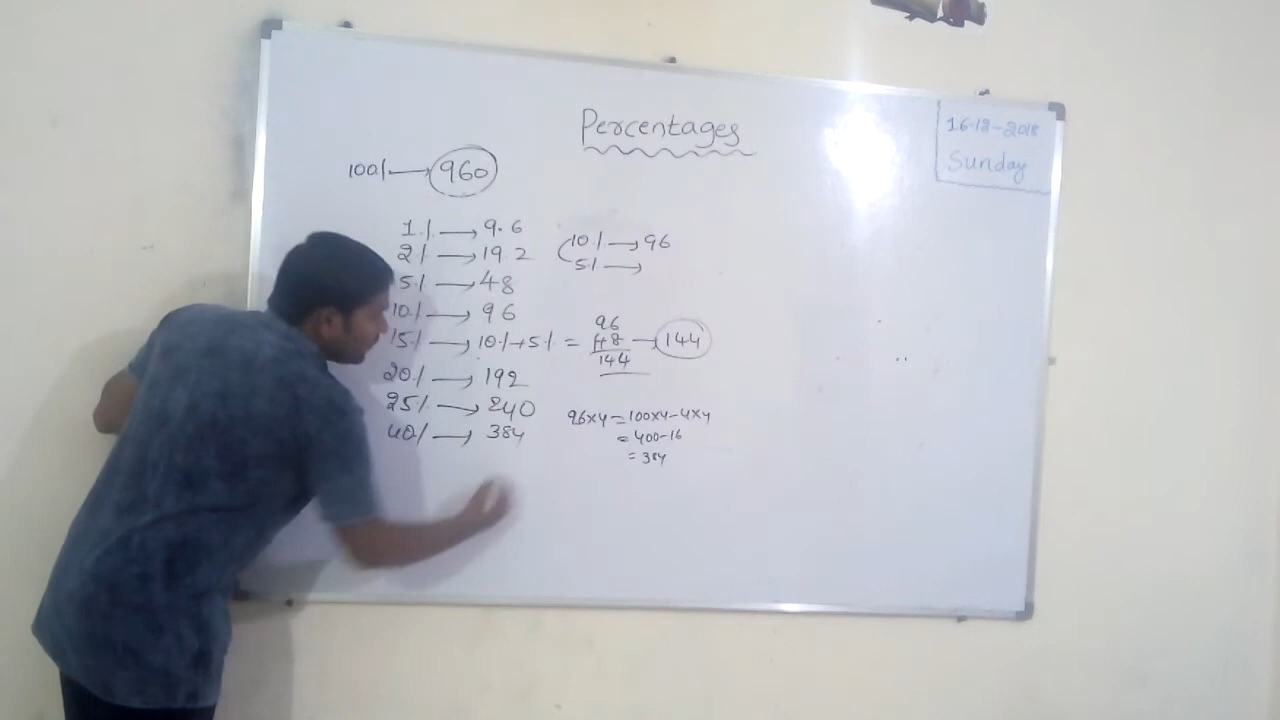 Percentages
16-12-2018
Sunday
100% → 960
1% → 9.6
2% → 19.2
5% → 48
10% → 96
15% → 10%+5% = 96
48 → 144
144
20% → 192
25% → 240
40% → 384
10% → 96
5% →
96×4 = 100×4-4×4
= 400-16
= 384